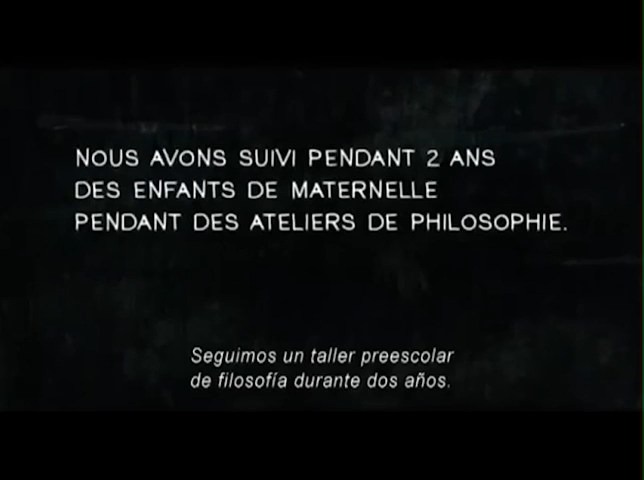 NOUS AVONS SUIVI PENDANT 2 ANS
DES ENFANTS DE MATERNELLE
PENDANT DES ATELIERS DE PHILOSOPHIE.
Seguimos un taller preescolar
de filosofía durante dos años.